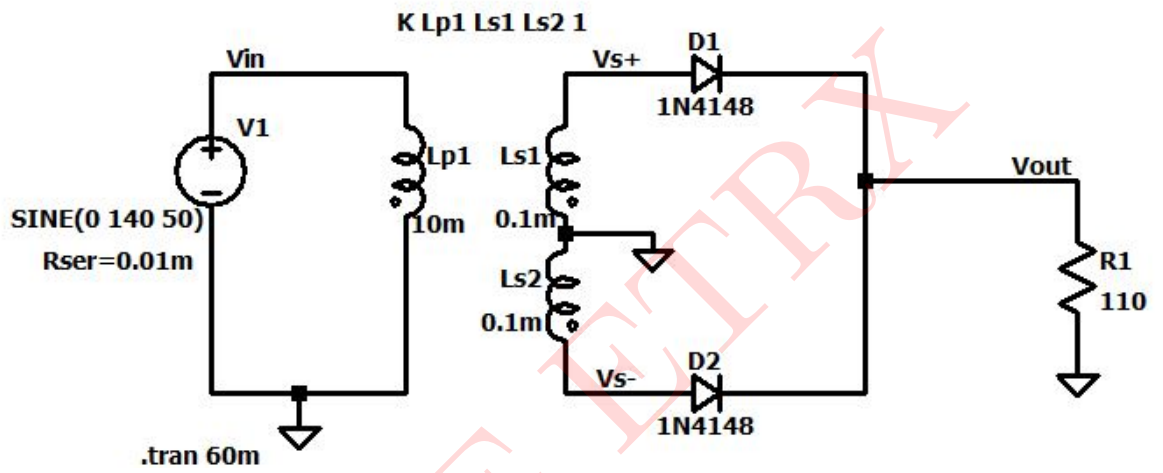 K Lp1 Ls1 Ls2 1
Vin
V1
SINE(0 140 50)
Rser=0.01m
.tran 60m
Lp1
10m
Ls1
0.1m
Ls2
0.1m
Vs+
D1
1N4148
Vs-
D2
1N4148
Vout
R1
110
ETRX